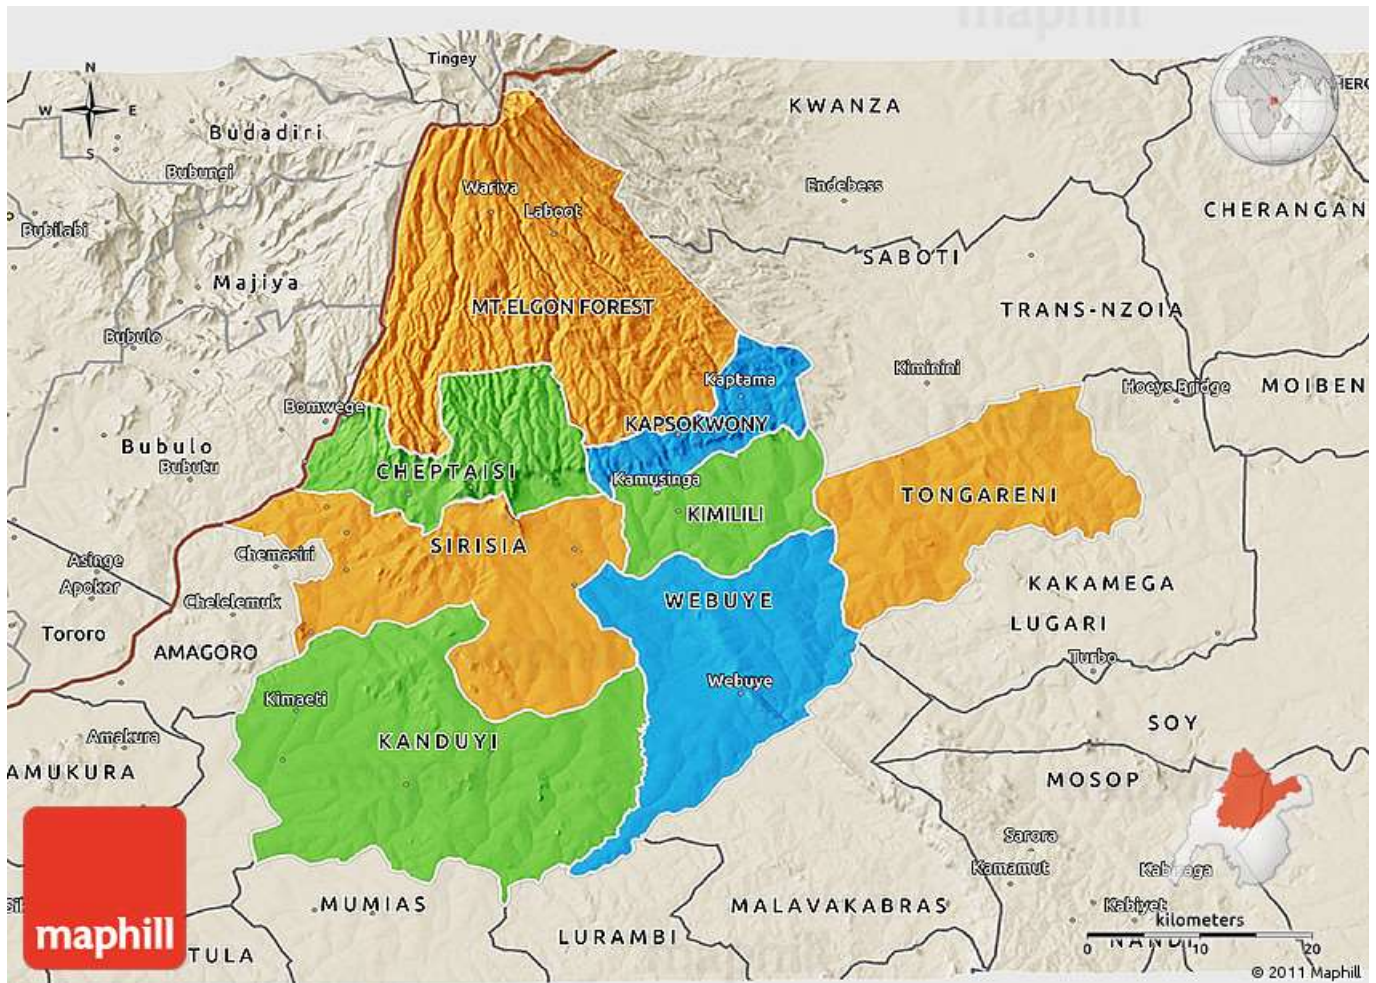 maphill
Tingey
N
W
E
S
KWANZA
Budadiri
Bubungi
Wariva
Endebess
Laboot
CHERANGAN
Bubilabi
SABOTI
Majiya
MT.ELGON FOREST
TRANS-NZOIA
Bubulo
Kiminini
Kaptama
Hoeys Bridge
MOIBEN
Bomwege
KAPSOKWONY
Bubulo
Bubutu
CHEPTAISI
Kamusinga
TONGARENI
KIMILILI
SIRISIA
Chemasiri
Asinge
Apokor
KAKAMEGA
Chelelemuk
WEBUYE
LUGARI
Tororo
AMAGORO
Turbo
Webuye
Kimaeti
SOY
Amakura
KANDUYI
AMUKURA
MOSOP
Sarora
Kamamut
MUMIAS
MALAVAKABRAS
Kabiyet
kilometers
maphill
LURAMBI
NANDI
0
10
20
TULA
© 2011 Maphill